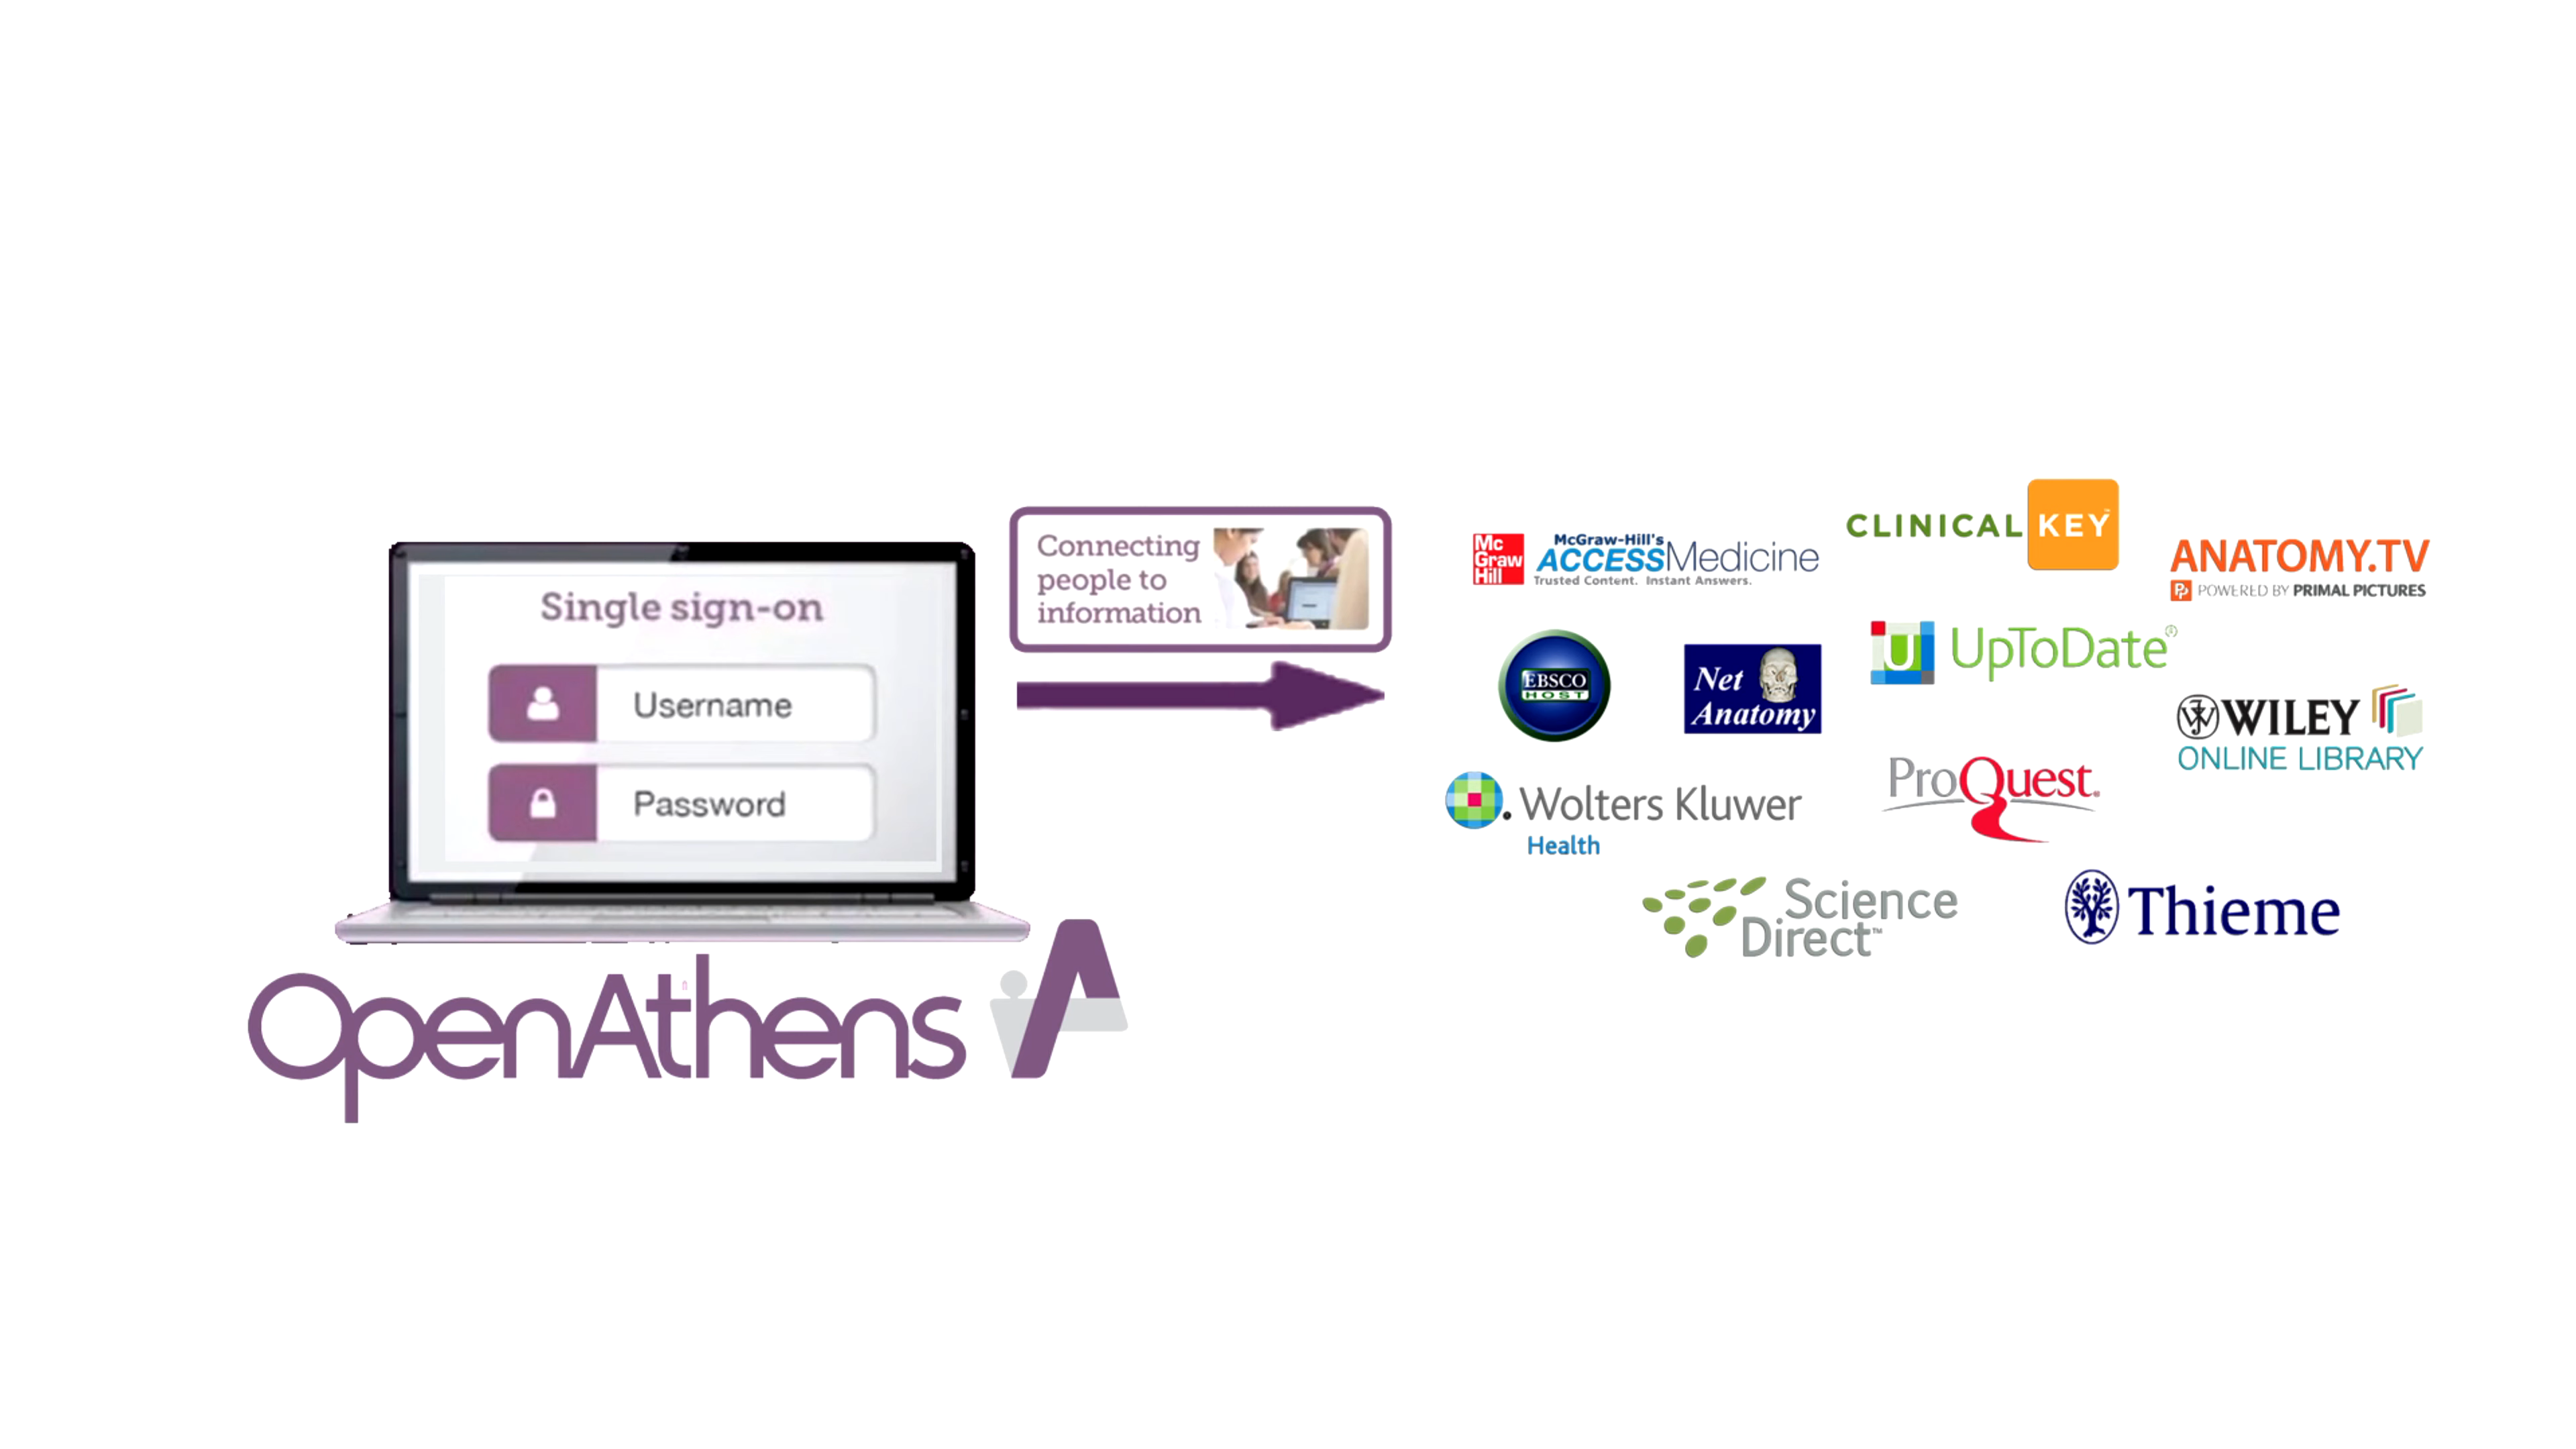 Single sign-on
Username
Password
OpenAthens
Connecting
people to
information
Mc
Graw
Hill
McGraw-Hill's
ACCESSMedicine
Trusted Content. Instant Answers.
CLINICAL KEY™
ANATOMY.TV
POWERED BY PRIMAL PICTURES
EBSCO
HOST
Net
Anatomy
UpToDate®
WILEY
ONLINE LIBRARY
Wolters Kluwer
Health
ProQuest®
Science
Direct™
Thieme